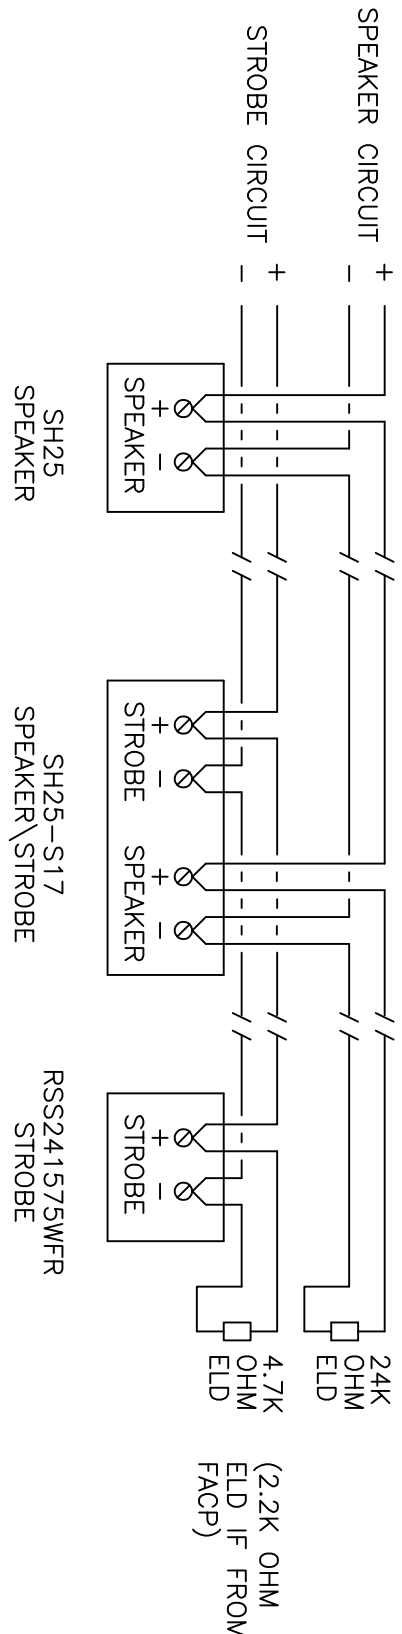 SPEAKER CIRCUIT
+
-
STROBE CIRCUIT
+
-
SPEAKER
+
-
SH25
SPEAKER
STROBE
+
-
SPEAKER
+
-
SH25-S17
SPEAKER\STROBE
STROBE
+
-
RSS241575WFR
STROBE
24K
OHM
ELD
4.7K
OHM
ELD
(2.2K OHM
ELD IF FROM
FACP)